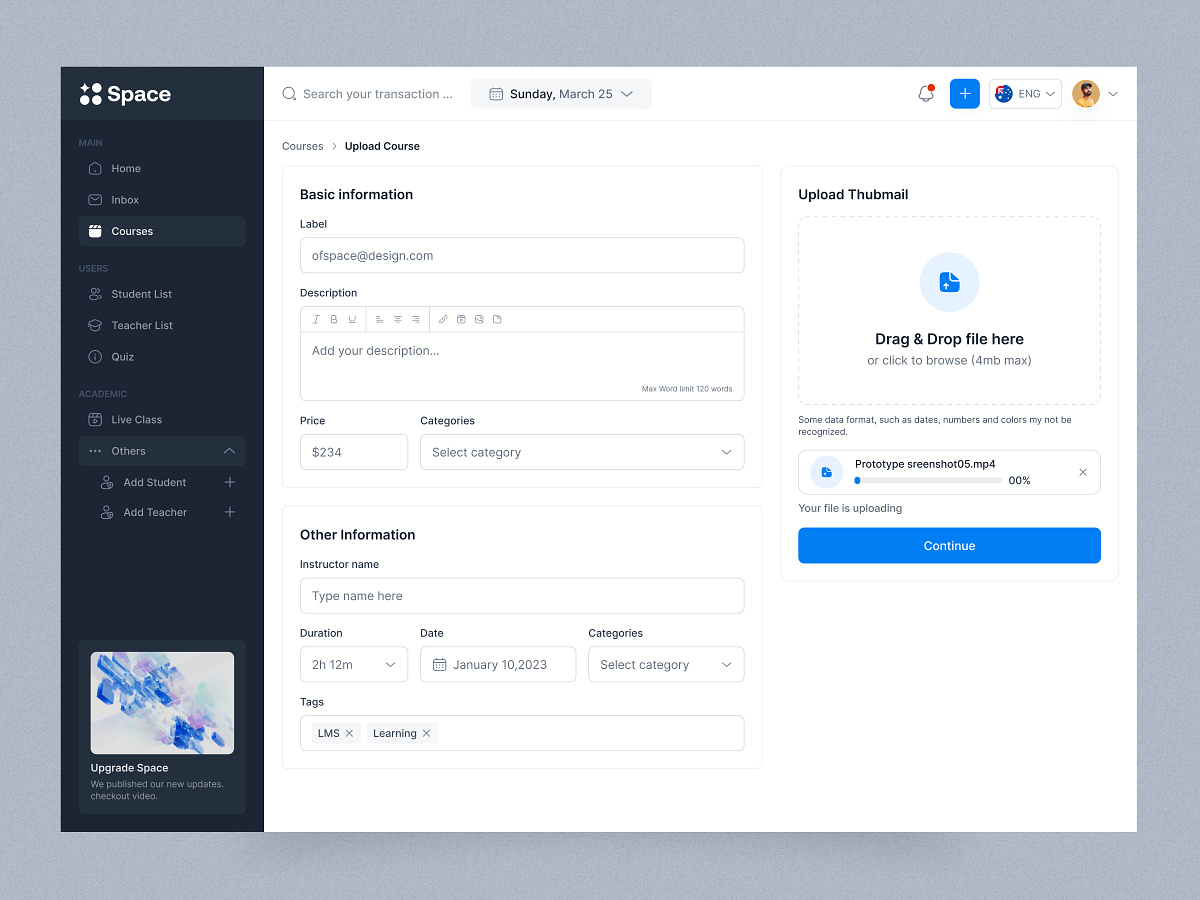 Space
Search your transaction ...
Sunday, March 25
ENG
MAIN
Home
Inbox
Courses
USERS
Student List
Teacher List
Quiz
ACADEMIC
Live Class
Others
Add Student
Add Teacher
Upgrade Space
We published our new updates.
checkout video.
Courses > Upload Course
Basic information
Label
ofspace@design.com
Description
I B U
Add your description...
Max Word limit 120 words
Price
Categories
$234
Select category
Other Information
Instructor name
Type name here
Duration
Date
Categories
2h 12m
January 10,2023
Select category
Tags
LMS
Learning
Upload Thubmail
Drag & Drop file here
or click to browse (4mb max)
Some data format, such as dates, numbers and colors my not be
recognized.
Prototype sreenshot05.mp4
00%
Your file is uploading
Continue